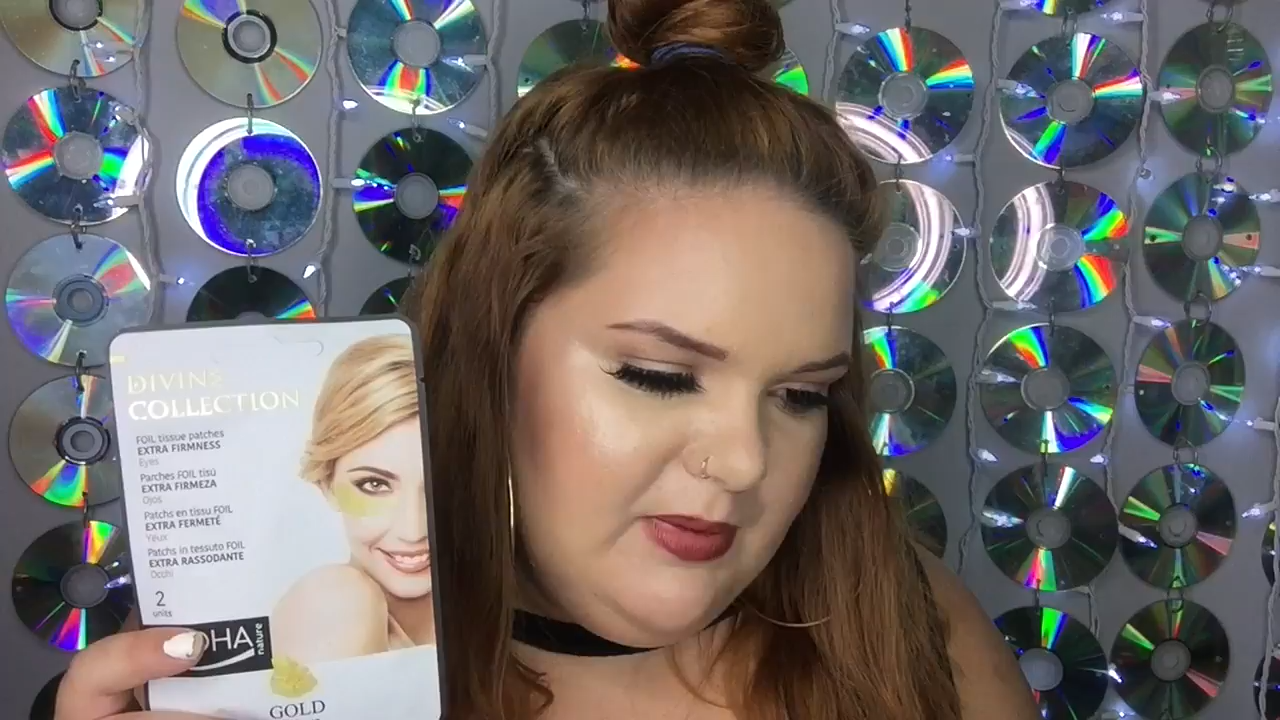 DIVINE
COLLECTION
FOIL tissue patches
EXTRA FIRMNESS
Eyes
Parches FOIL tisú
EXTRA FIRMEZA
Ojos
Patchs en tissu FOIL
EXTRA FERMETÉ
Yeux
Patchs in tessuto FOIL
EXTRA RASSODANTE
Occhi
2
units
nature
GOLD